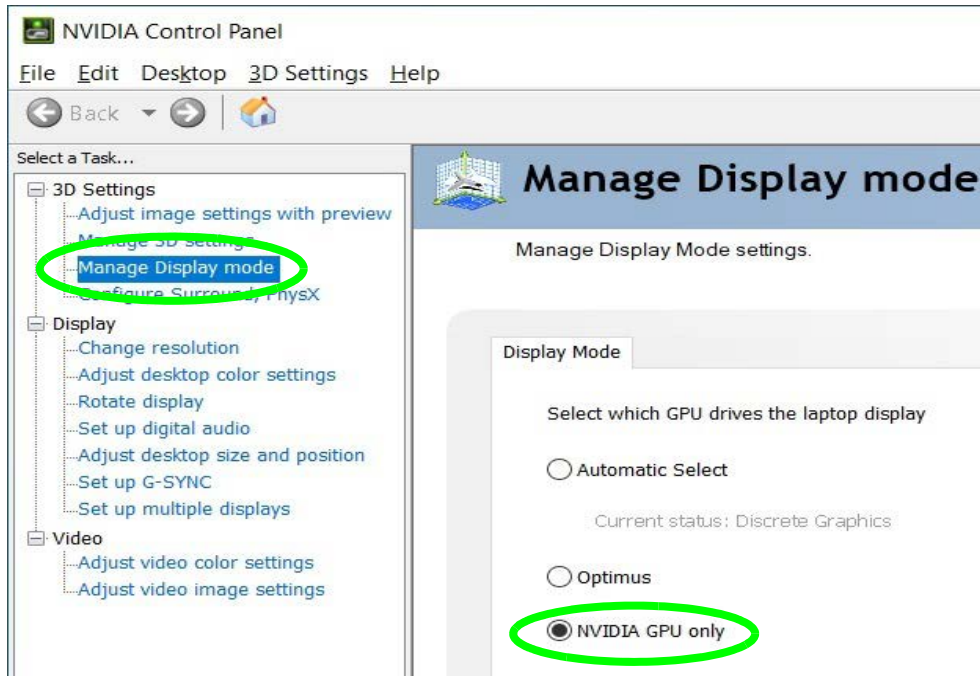 NVIDIA Control Panel
File Edit Desktop 3D Settings Help
Back
Select a Task...
3D Settings
Adjust image settings with preview
Manage 3D settings
Manage Display mode
Configure Surround, PhysX
Display
Change resolution
Adjust desktop color settings
Rotate display
Set up digital audio
Adjust desktop size and position
Set up G-SYNC
Set up multiple displays
Video
Adjust video color settings
Adjust video image settings
Manage Display mode
Manage Display Mode settings.
Display Mode
Select which GPU drives the laptop display
Automatic Select
Current status: Discrete Graphics
Optimus
NVIDIA GPU only